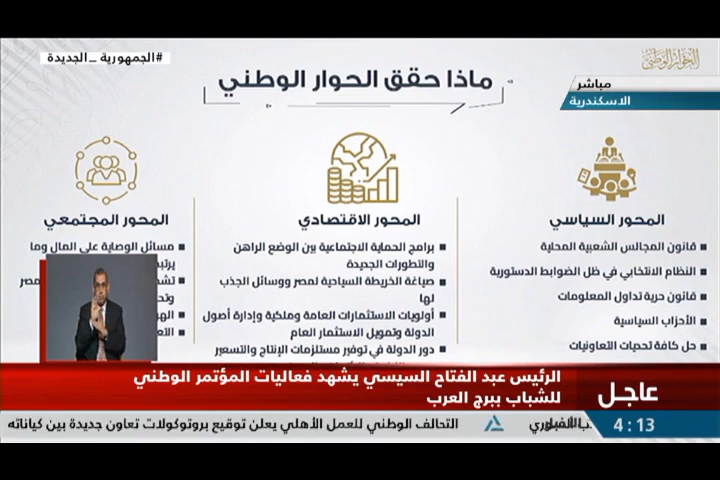 #الجمهورية_الجديدة
الحوار الوطني
ماذا حقق الحوار الوطني
مباشر
الاسكندرية
المحور السياسي
قانون المجالس الشعبية المحلية
النظام الانتخابي في ظل الضوابط الدستورية
قانون حرية تداول المعلومات
الأحزاب السياسية
حل كافة تحديات التعاونيات
المحور الاقتصادي
برامج الحماية الاجتماعية بين الوضع الراهن
والتطورات الجديدة
صياغة الخريطة السياحية لمصر ووسائل الجذب
لها
أولويات الاستثمارات العامة وملكية وإدارة أصول
الدولة وتمويل الاستثمار العام
دور الدولة في توفير مستلزمات الإنتاج والتسعير
المحور المجتمعي
مسائل الوصاية على المال وما
مصر
عاجل
الرئيس عبد الفتاح السيسي يشهد فعاليات المؤتمر الوطني
للشباب ببرج العرب
4:13
التحالف الوطني للعمل الأهلي يعلن توقيع بروتوكولات تعاون جديدة بين كياناته